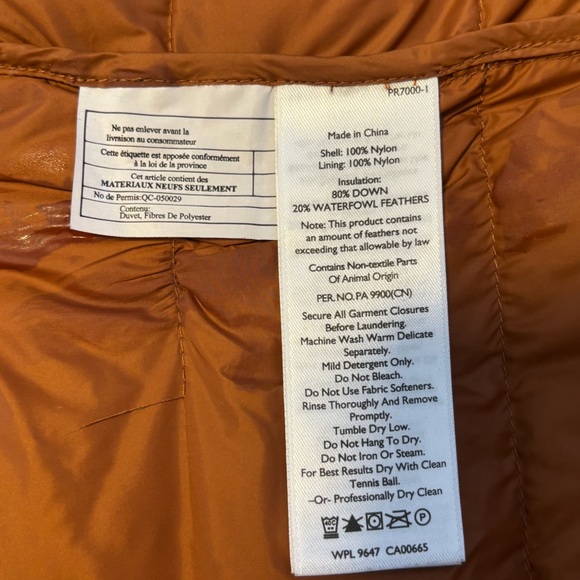 Ne pas enlever avant la
livraison au consommateur
Cette étiquette est apposée conformément
à la loi de la province
Cet article contient des
MATERIAUX NEUFS SEULEMENT
No de Permis:QC-050029
Contenu:
Duvet, Fibres De Polyester
PR7000-1
Made in China
Shell: 100% Nylon
Lining: 100% Nylon
Insulation:
80% DOWN
20% WATERFOWL FEATHERS
Note: This product contains
an amount of feathers not
exceeding that allowable by law
Contains Non-textile Parts
Of Animal Origin
PER. NO. PA 9900(CN)
Secure All Garment Closures
Before Laundering.
Machine Wash Warm Delicate
Separately.
Mild Detergent Only.
Do Not Bleach.
Do Not Use Fabric Softeners.
Rinse Thoroughly And Remove
Promptly.
Tumble Dry Low.
Do Not Hang To Dry.
Do Not Iron Or Steam.
For Best Results Dry With Clean
Tennis Ball.
-Or- Professionally Dry Clean
WPL 9647 CA00665